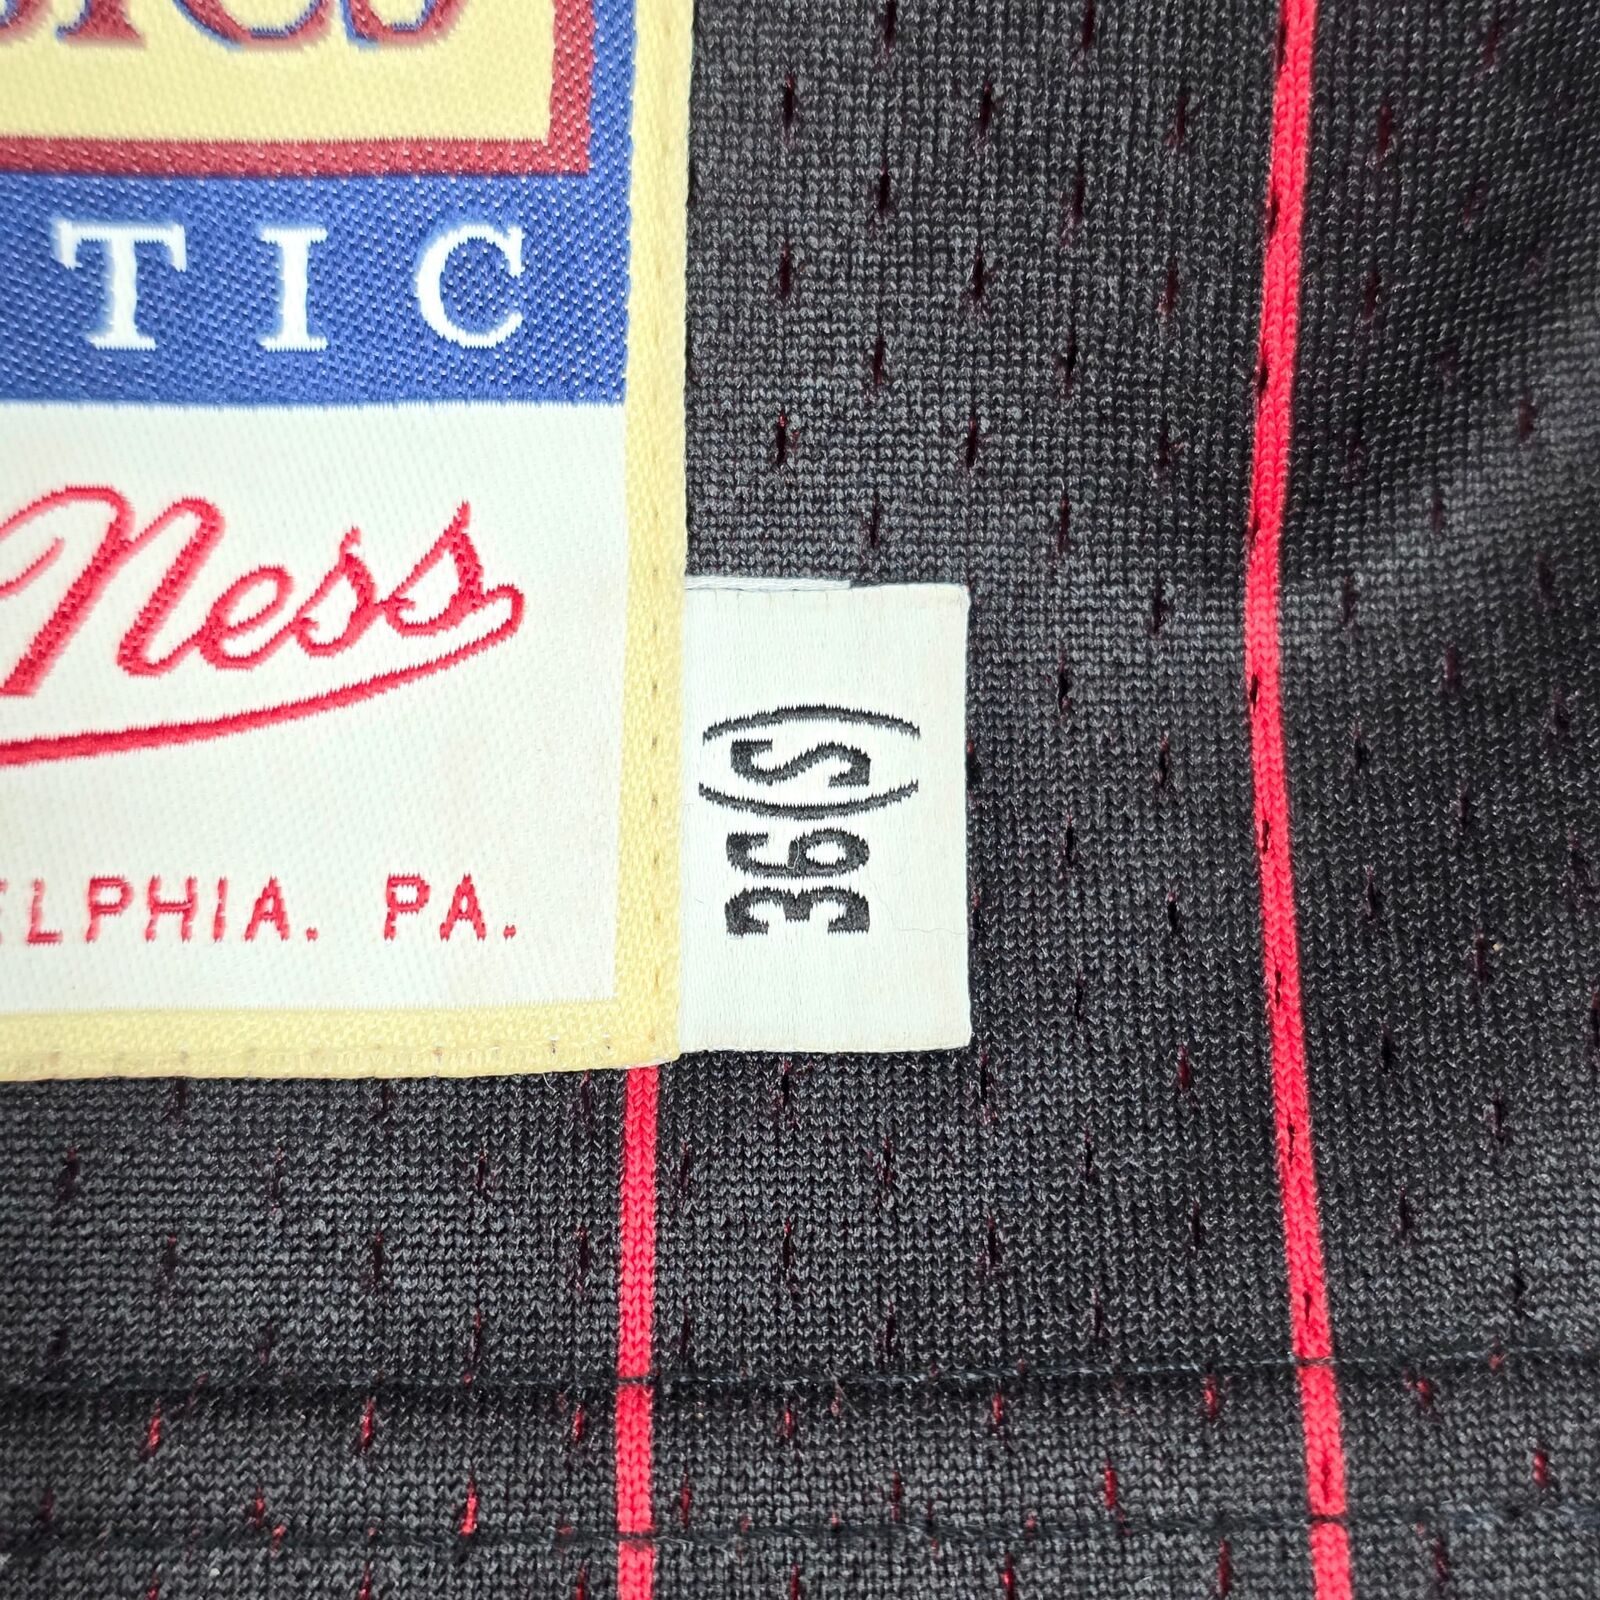 TIC
Ness
ELPHIA. PA.
36(S)